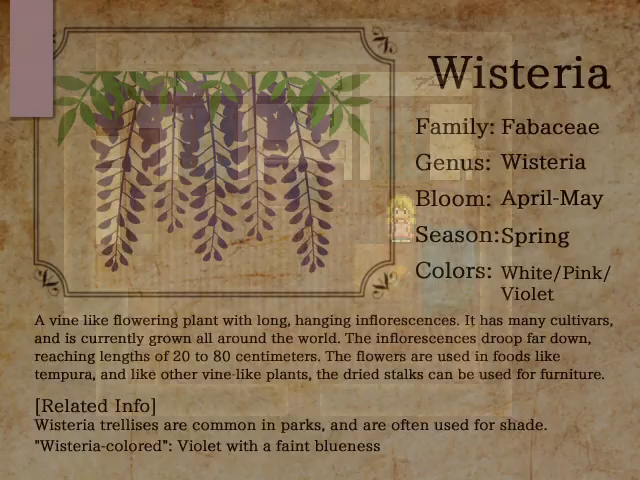 Wisteria
Family: Fabaceae
Genus: Wisteria
Bloom: April-May
Season:Spring
Colors: White/Pink/
Violet
A vine like flowering plant with long, hanging inflorescences. It has many cultivars,
and is currently grown all around the world. The inflorescences droop far down,
reaching lengths of 20 to 80 centimeters. The flowers are used in foods like
tempura, and like other vine-like plants, the dried stalks can be used for furniture.
[Related Info]
Wisteria trellises are common in parks, and are often used for shade.
"Wisteria-colored": Violet with a faint blueness